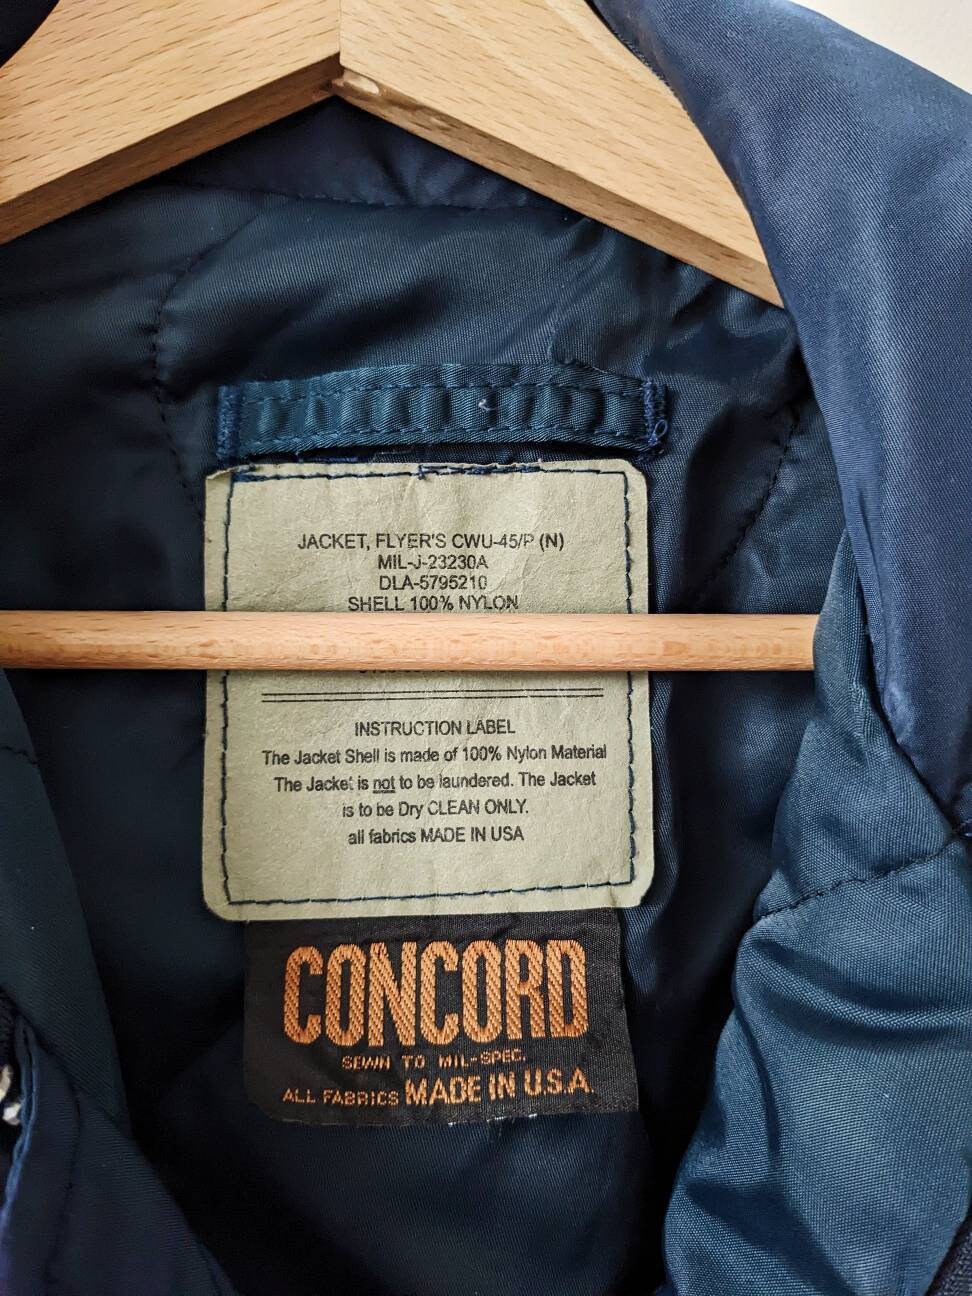 JACKET, FLYER'S CWU-45/P (N)
MIL-J-23230A
DLA-5795210
SHELL 100% NYLON
INSTRUCTION LABEL
The Jacket Shell is made of 100% Nylon Material
The Jacket is not to be laundered. The Jacket
is to be Dry CLEAN ONLY.
all fabrics MADE IN USA
CONCORD
SEWN TO MIL-SPEC.
ALL FABRICS MADE IN U.S.A.